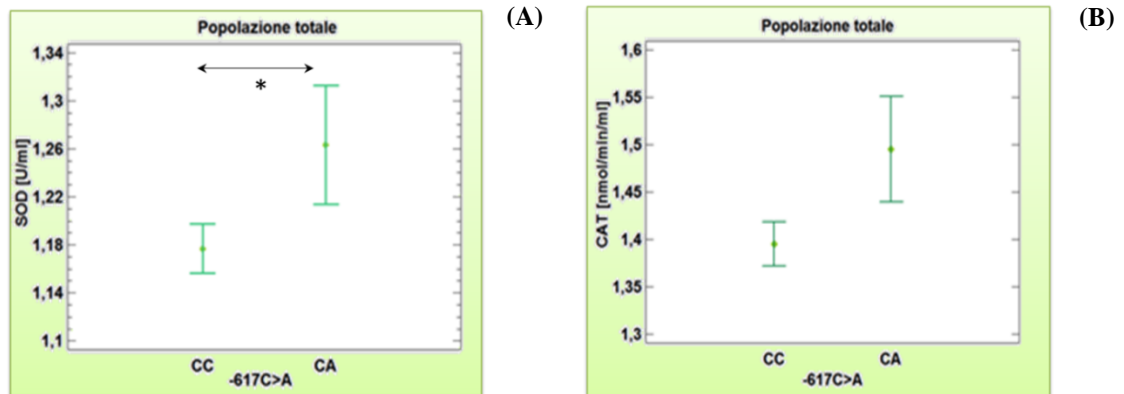 (A)
Popolazione totale
SOD [U/ml]
1,34
1,3
1,26
1,22
1,18
1,14
1,1
*
CC
CA
-617C>A
(B)
Popolazione totale
CAT [nmol/min/ml]
1,6
1,55
1,5
1,45
1,4
1,35
1,3
CC
CA
-617C>A